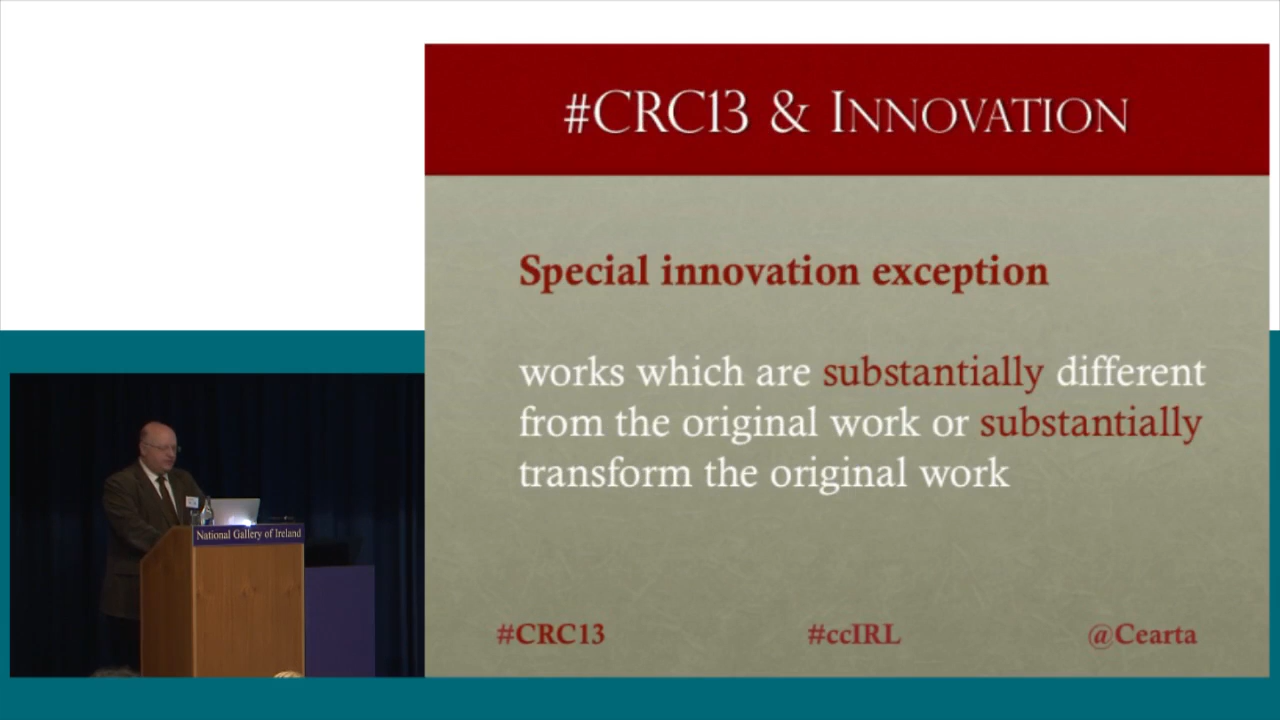 #CRC13 & INNOVATION
Special innovation exception
works which are substantially different
from the original work or substantially
transform the original work
#CRC13 #ccIRL @Cearta
National Gallery of Ireland